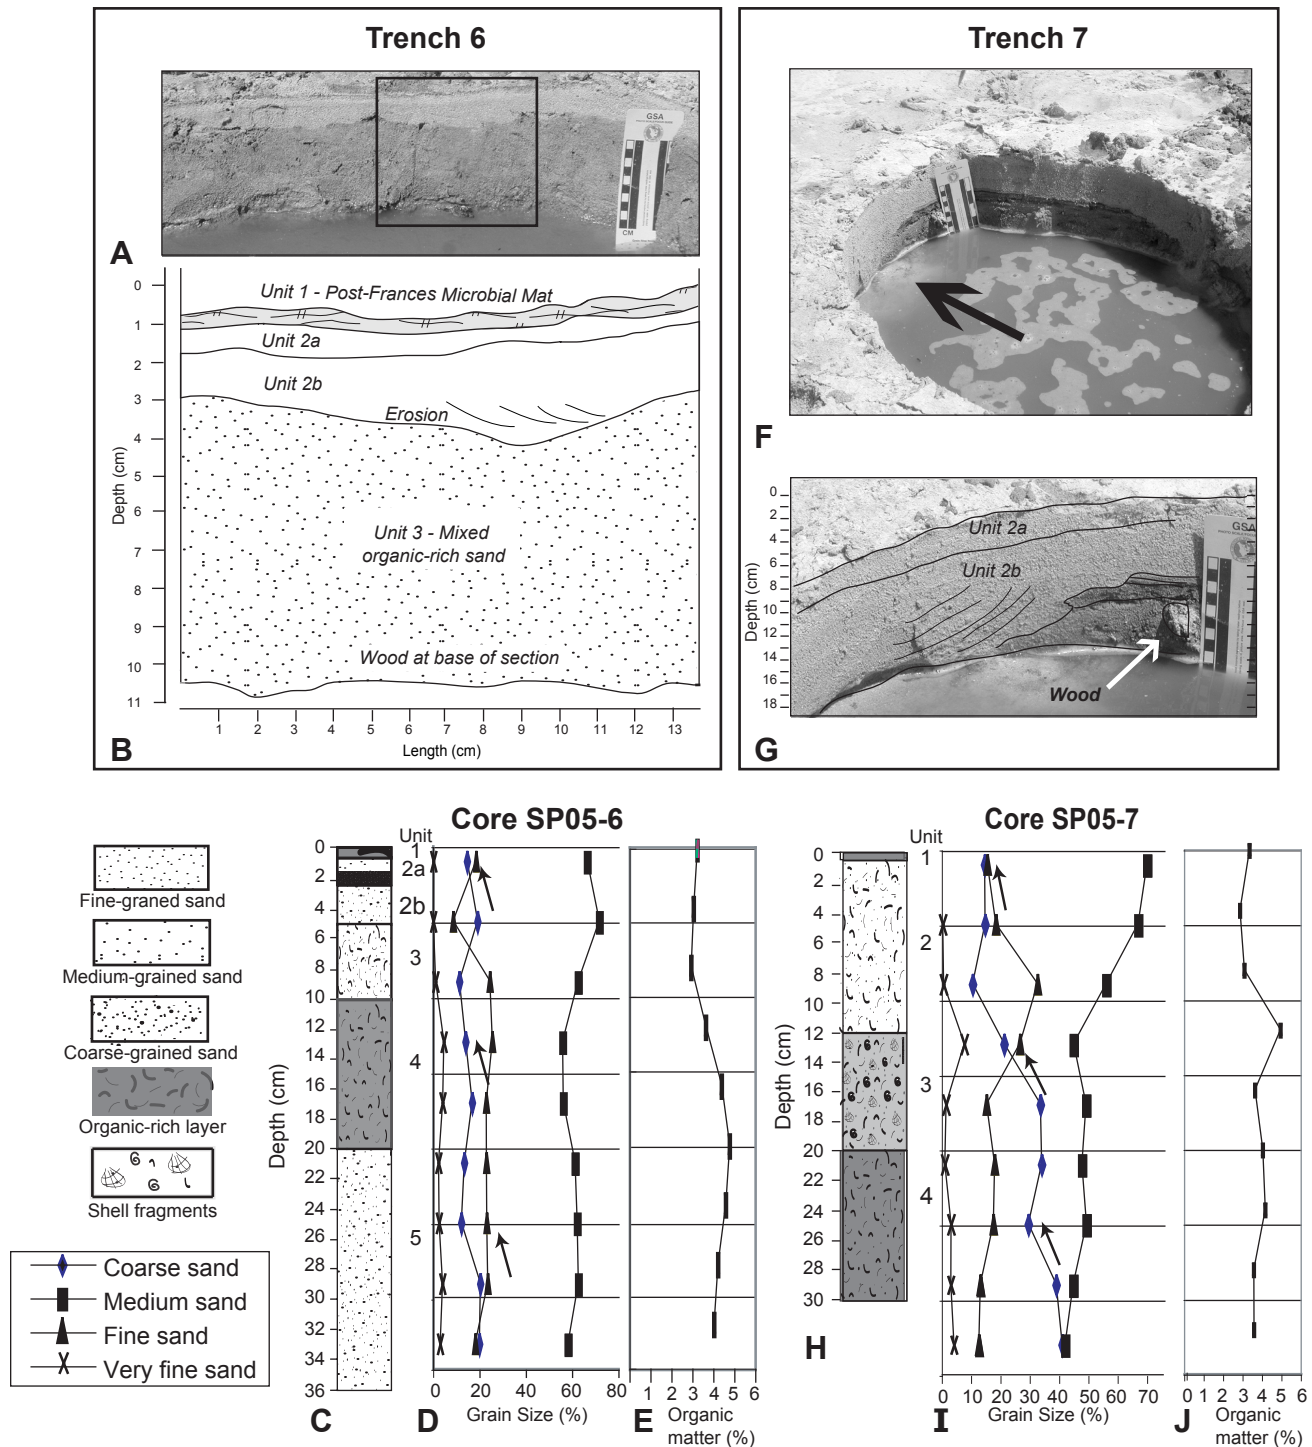 Trench 6
GSA
CM
A
0
1
2
3
4
5
6
7
8
9
10
11
Depth (cm)
Unit 1 - Post-Frances Microbial Mat
Unit 2a
Unit 2b
Erosion
Unit 3 - Mixed
organic-rich sand
Wood at base of section
1 2 3 4 5 6 7 8 9 10 11 12 13
Length (cm)
B
Trench 7
F
0
2
4
6
8
10
12
14
16
18
Depth (cm)
Unit 2a
Unit 2b
GSA
Wood
G
Fine-graned sand
Medium-grained sand
Coarse-grained sand
Organic-rich layer
Shell fragments
Coarse sand
Medium sand
Fine sand
Very fine sand
Core SP05-6
Unit
0
2
4
6
8
10
12
14
16
18
20
22
24
26
28
30
32
34
36
Depth (cm)
1
2a
2b
3
4
5
C
0 20 40 60 80
D
Grain Size (%)
1 2 3 4 5 6
E
Organic
matter (%)
Core SP05-7
Unit
0
2
4
6
8
10
12
14
16
18
20
22
24
26
28
30
Depth (cm)
1
2
3
4
H
0 10 20 30 40 50 60 70
I
Grain Size (%)
0 1 2 3 4 5 6
J
Organic
matter (%)